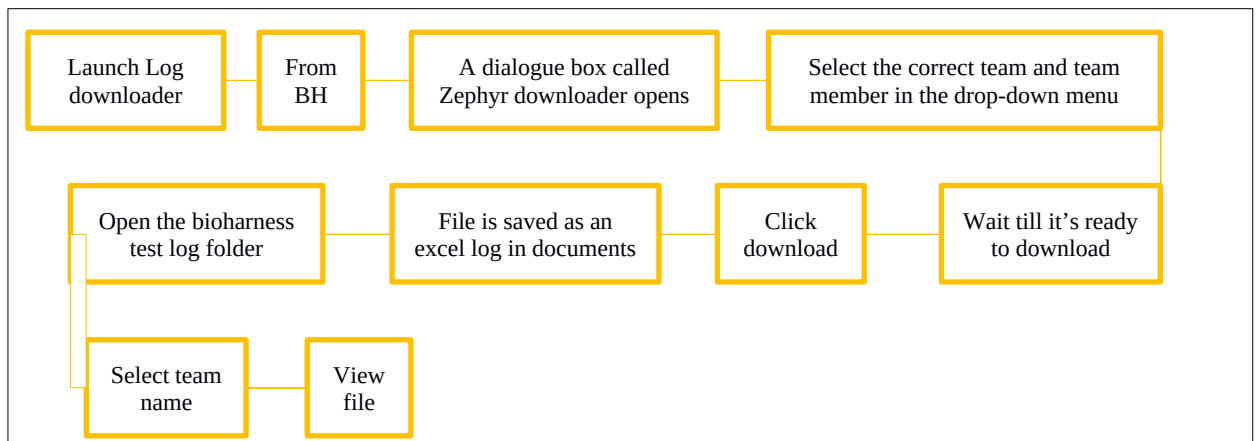 Launch Log
downloader
From
BH
A dialogue box called
Zephyr downloader opens
Select the correct team and team
member in the drop-down menu
Wait till it’s ready
to download
Click
download
File is saved as an
excel log in documents
Open the bioharness
test log folder
Select team
name
View
file